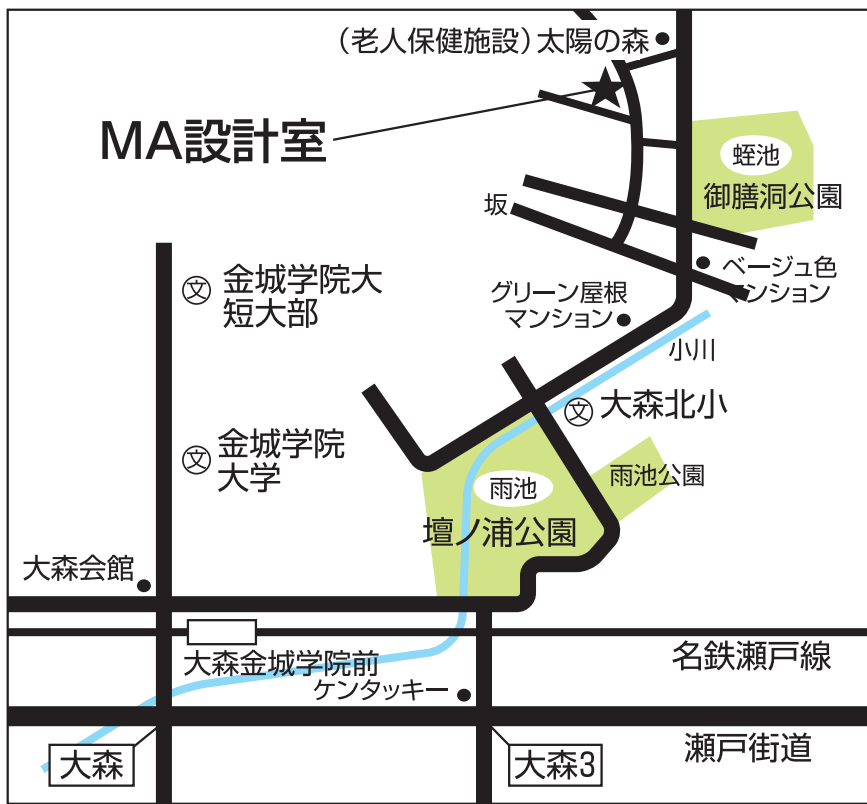 （老人保健施設）太陽の森
MA設計室
蛭池
御膳洞公園
坂
ベージュ色
マンション
グリーン屋根
マンション
小川
文
金城学院大
短大部
文
大森北小
文
金城学院
大学
雨池公園
雨池
壇ノ浦公園
大森会館
大森金城学院前
名鉄瀬戸線
ケンタッキー
瀬戸街道
大森
大森3